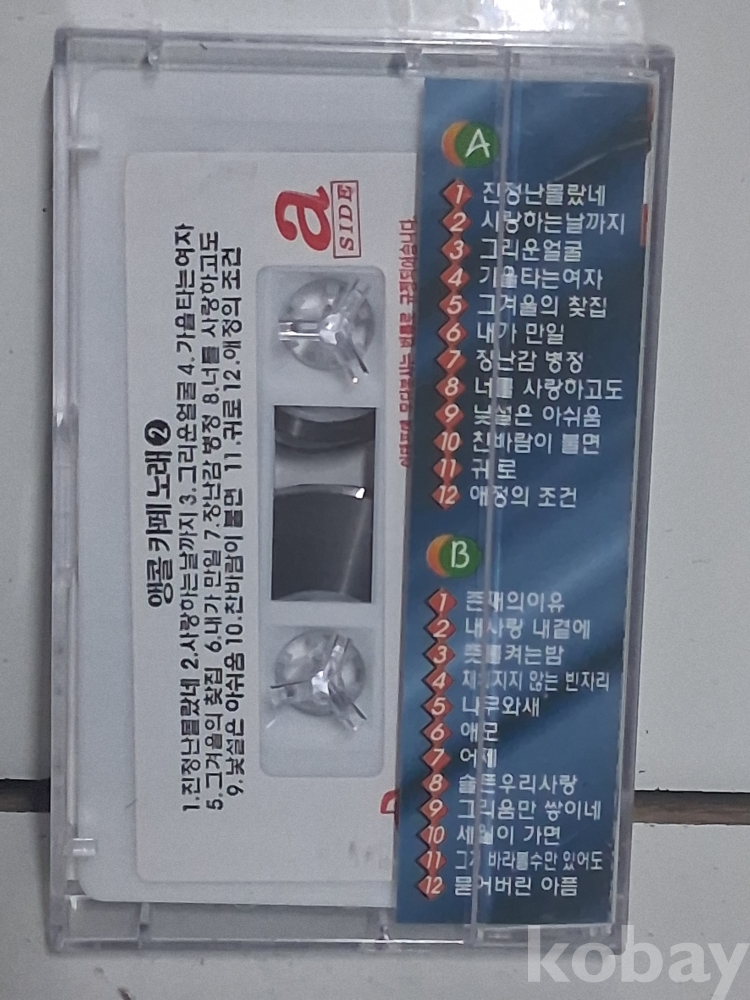 a
SIDE
앵콜 카페 노래 ❷
1.진정난몰랐네 2.사랑하는날까지 3.그리운얼굴 4.가을타는여자
5.그겨울의 찻집 6.내가 만일 7.장난감 병정 8.너를 사랑하고도
9.낯설은 아쉬움 10.찬바람이 불면 11.귀로 12.애정의 조건
A
1 진정난몰랐네
2 사랑하는날까지
3 그리운얼굴
4 가을타는여자
5 그겨울의 찻집
6 내가 만일
7 장난감 병정
8 너를 사랑하고도
9 낯설은 아쉬움
10 찬바람이 불면
11 귀로
12 애정의 조건
B
1 존재의이유
2 내사랑 내곁에
3 촛불켜는밤
4 채워지지 않는 빈자리
5 나무와새
6 애모
7 어제
8 슬픈우리사랑
9 그리움만 쌓이네
10 세월이 가면
11 그저 바라볼수만 있어도
12 묻어버린 아픔
kobay